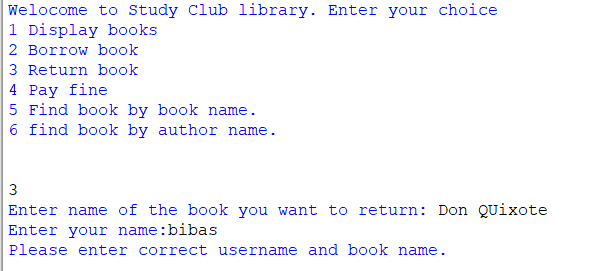 Welocome to Study Club library. Enter your choice
1 Display books
2 Borrow book
3 Return book
4 Pay fine
5 Find book by book name.
6 find book by author name.
3
Enter name of the book you want to return: Don QUixote
Enter your name:bibas
Please enter correct username and book name.